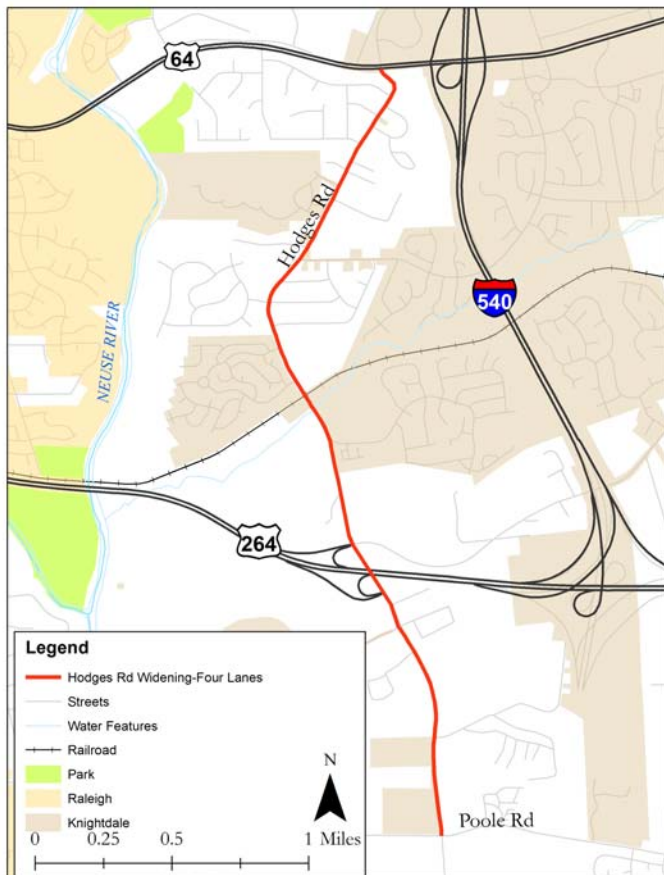 64
Hodges Rd
540
NEUSE RIVER
264
Legend
Hodges Rd Widening-Four Lanes
Streets
Water Features
Railroad
Park
Raleigh
Knightdale
N
0 0.25 0.5 1 Miles
Poole Rd